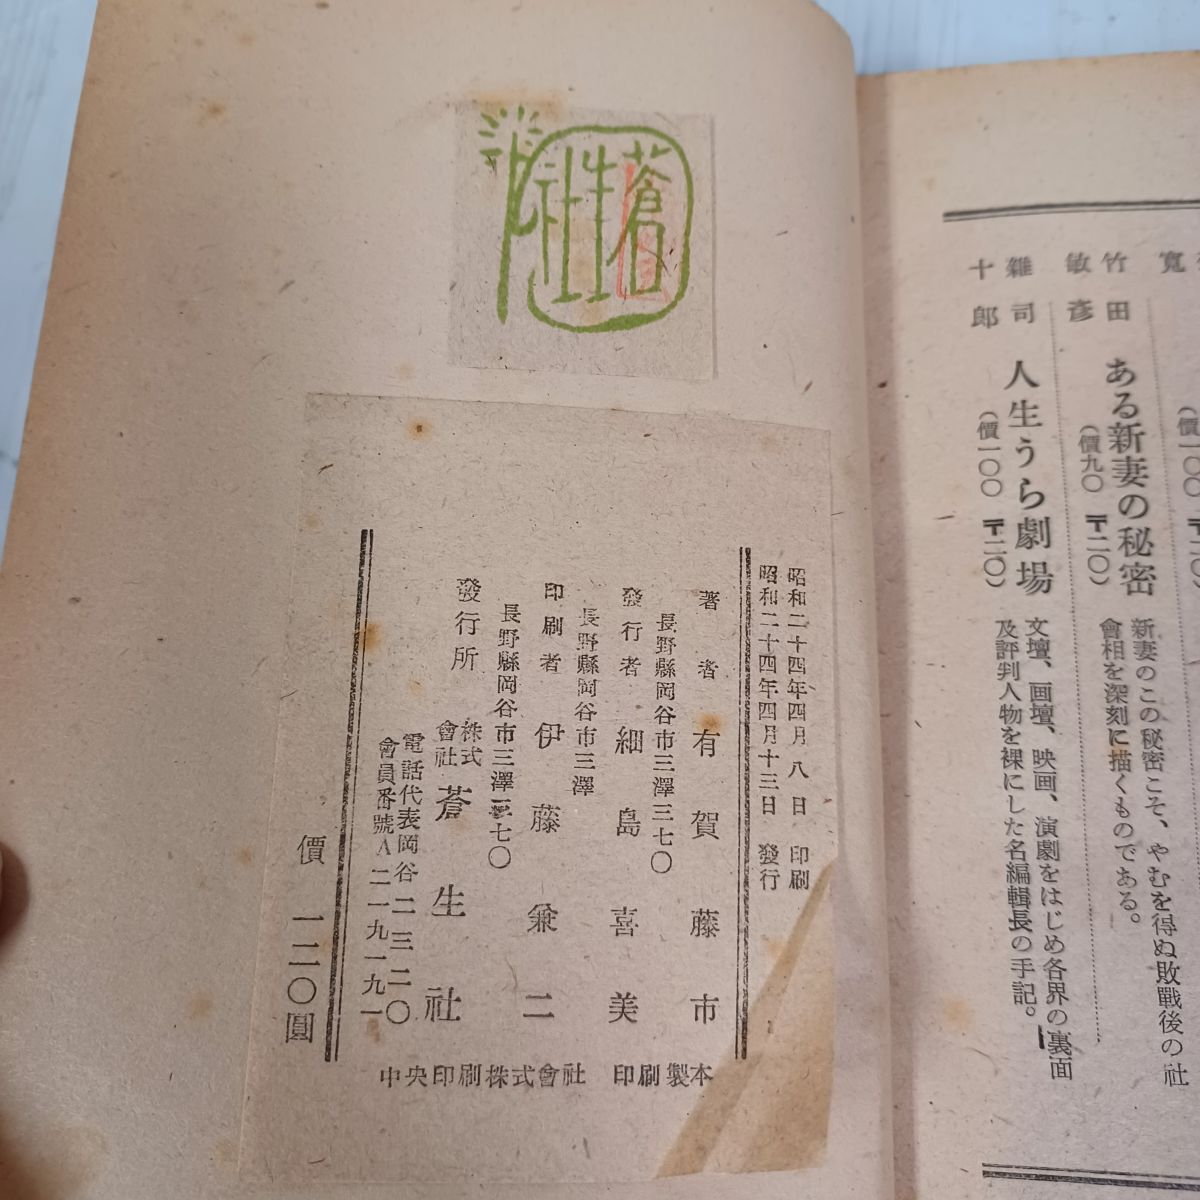 蒼生社
昭和二十四年四月八日 印刷
昭和二十四年四月十三日 發行
著者 有賀藤市
長野縣岡谷市三澤三七〇
發行者 細島喜美
長野縣岡谷市三澤
印刷者 伊藤兼二
長野縣岡谷市三澤三七〇
發行所 株式會社 蒼生社
電話代表岡谷二三二〇
會員番號A二一九一九一
價 一二〇圓
中央印刷株式會社 印刷製本
寬
(價一〇〇 〒二〇)
竹田敏彥
ある新妻の秘密
(價九〇 〒二〇)
新妻のこの秘密こそ、やむを得ぬ敗戰後の社
會相を深刻に描くものである。
雜司十郎
人生うら劇場
(價一〇〇 〒二〇)
文壇、画壇、映画、演劇をはじめ各界の裏面
及評判人物を裸にした名編輯長の手記。